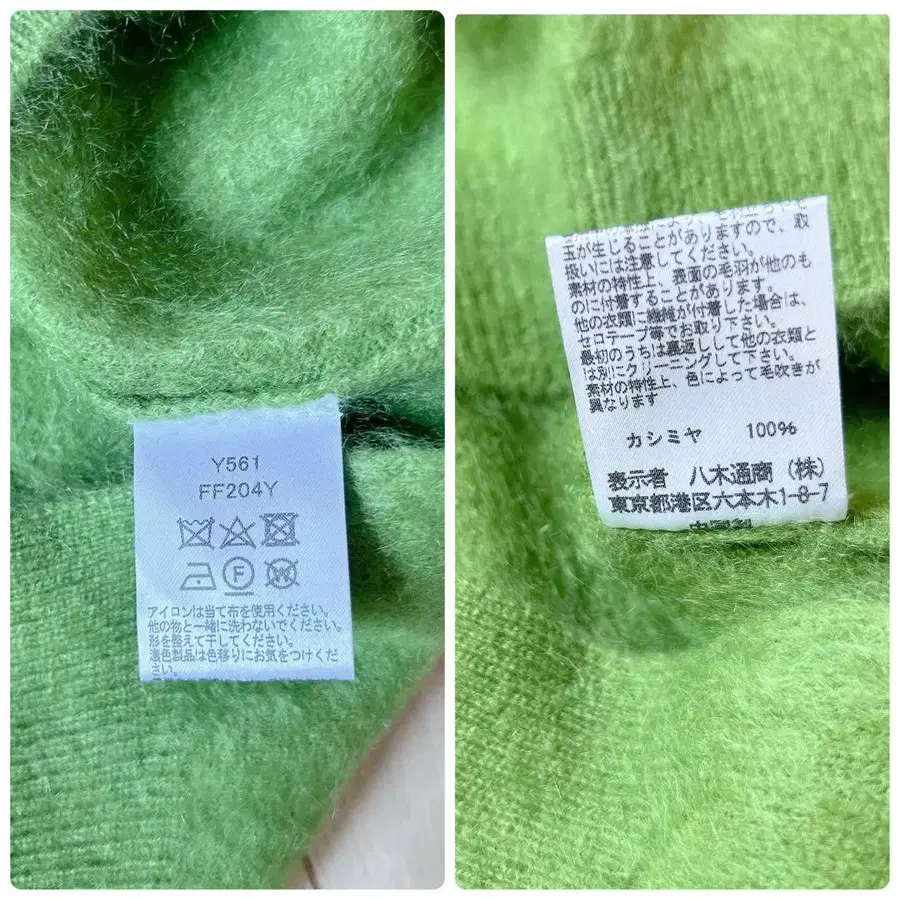 Y561
FF204Y
F
W
アイロンは当て布を使用ください。
他の物と一緒に洗わないでください。
形を整えて干してください。
濃色製品は色移りにお気をつけくだ
さい。
玉が生じることがありますので、取
扱いには注意してください。
素材の特性上、表面の毛羽が他のも
のに付着することがあります。
他の衣類に繊維が付着した場合は、
セロテープ等でお取り下さい。
最初のうちは裏返しして他の衣類と
は別にクリーニングして下さい。
素材の特性上、色によって毛吹きが
異なります
カシミヤ 100%
表示者 八木通商（株）
東京都港区六本木1-8-7